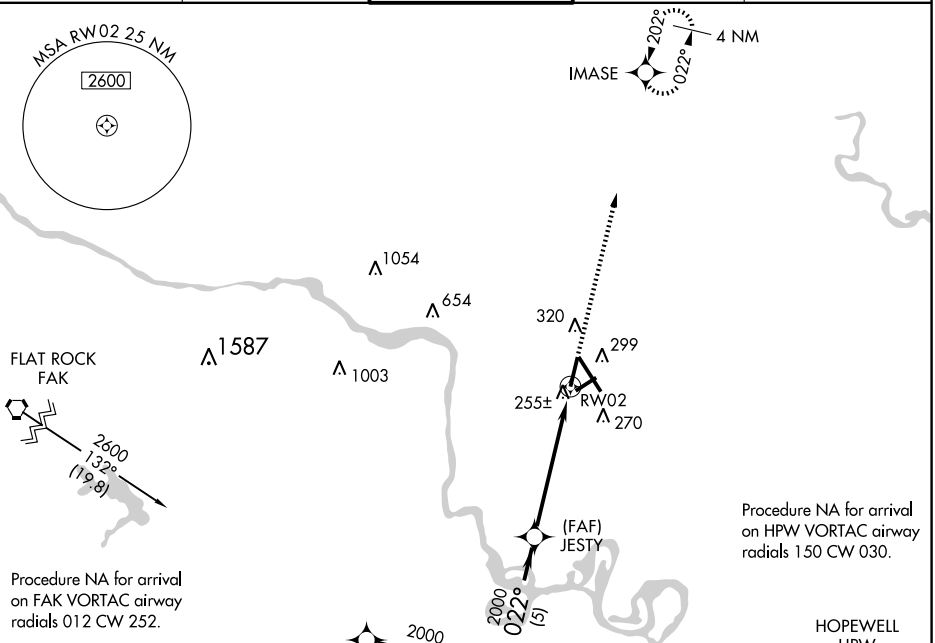 MSA RW02 25 NM
2600
202°
4 NM
022°
IMASE
1054
654
1587
1003
320
299
255±
RW02
270
FLAT ROCK
FAK
2600
132°
(19.8)
(FAF)
JESTY
2000
022°
(5)
Procedure NA for arrival
on HPW VORTAC airway
radials 150 CW 030.
Procedure NA for arrival
on FAK VORTAC airway
radials 012 CW 252.
2000
HOPEWELL
HPW